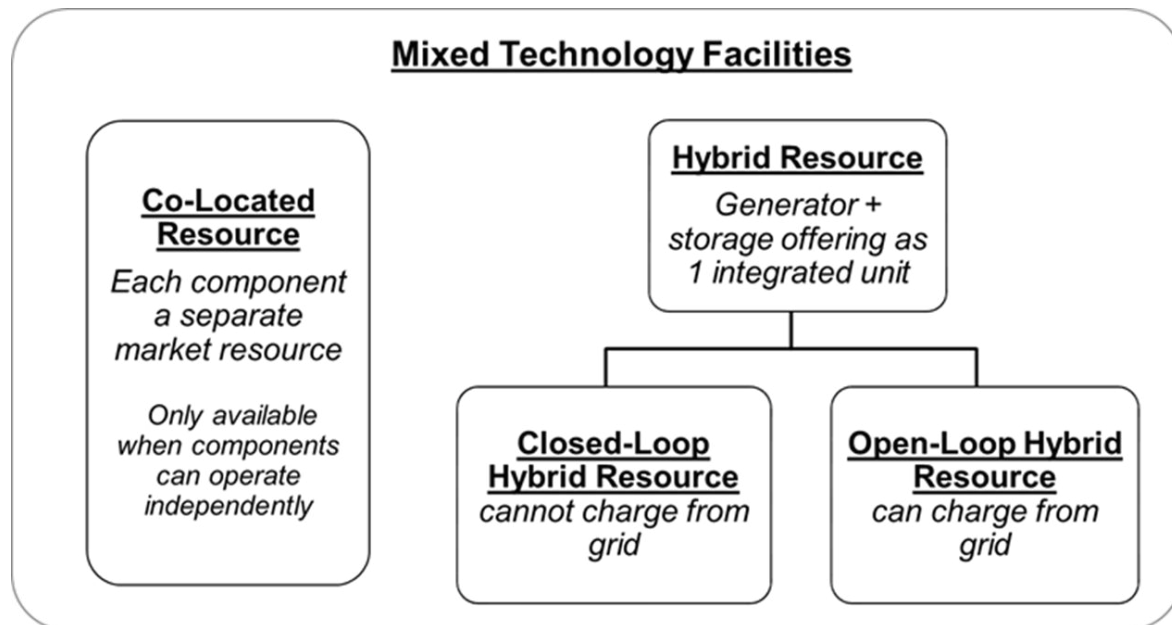 Mixed Technology Facilities
Co-Located
Resource
Each component
a separate
market resource
Only available
when components
can operate
independently
Hybrid Resource
Generator +
storage offering as
1 integrated unit
Closed-Loop
Hybrid Resource
cannot charge from
grid
Open-Loop Hybrid
Resource
can charge from
grid